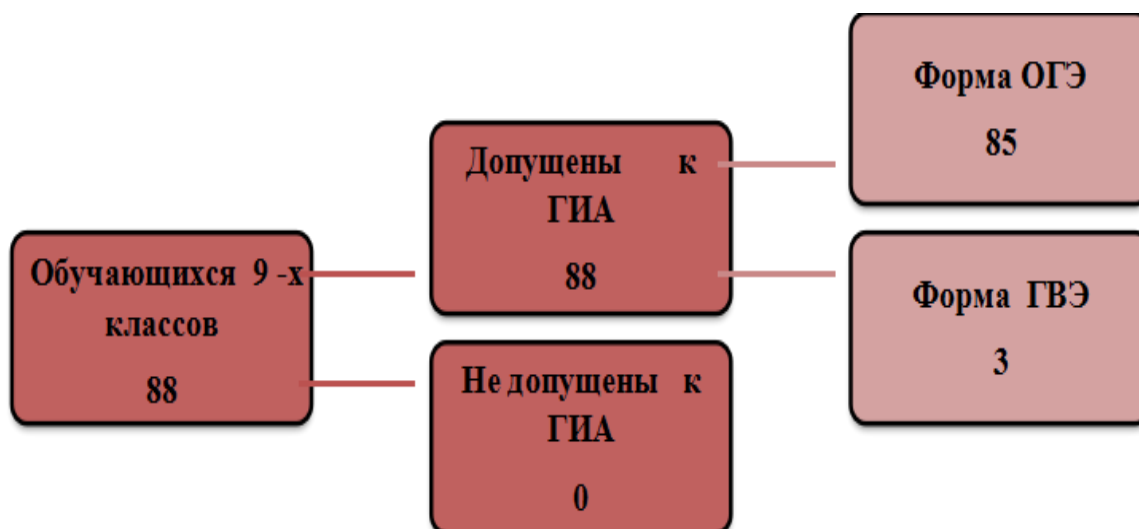 Обучающихся 9 -х
классов
88
Допущены к
ГИА
88
Не допущены к
ГИА
0
Форма ОГЭ
85
Форма ГВЭ
3